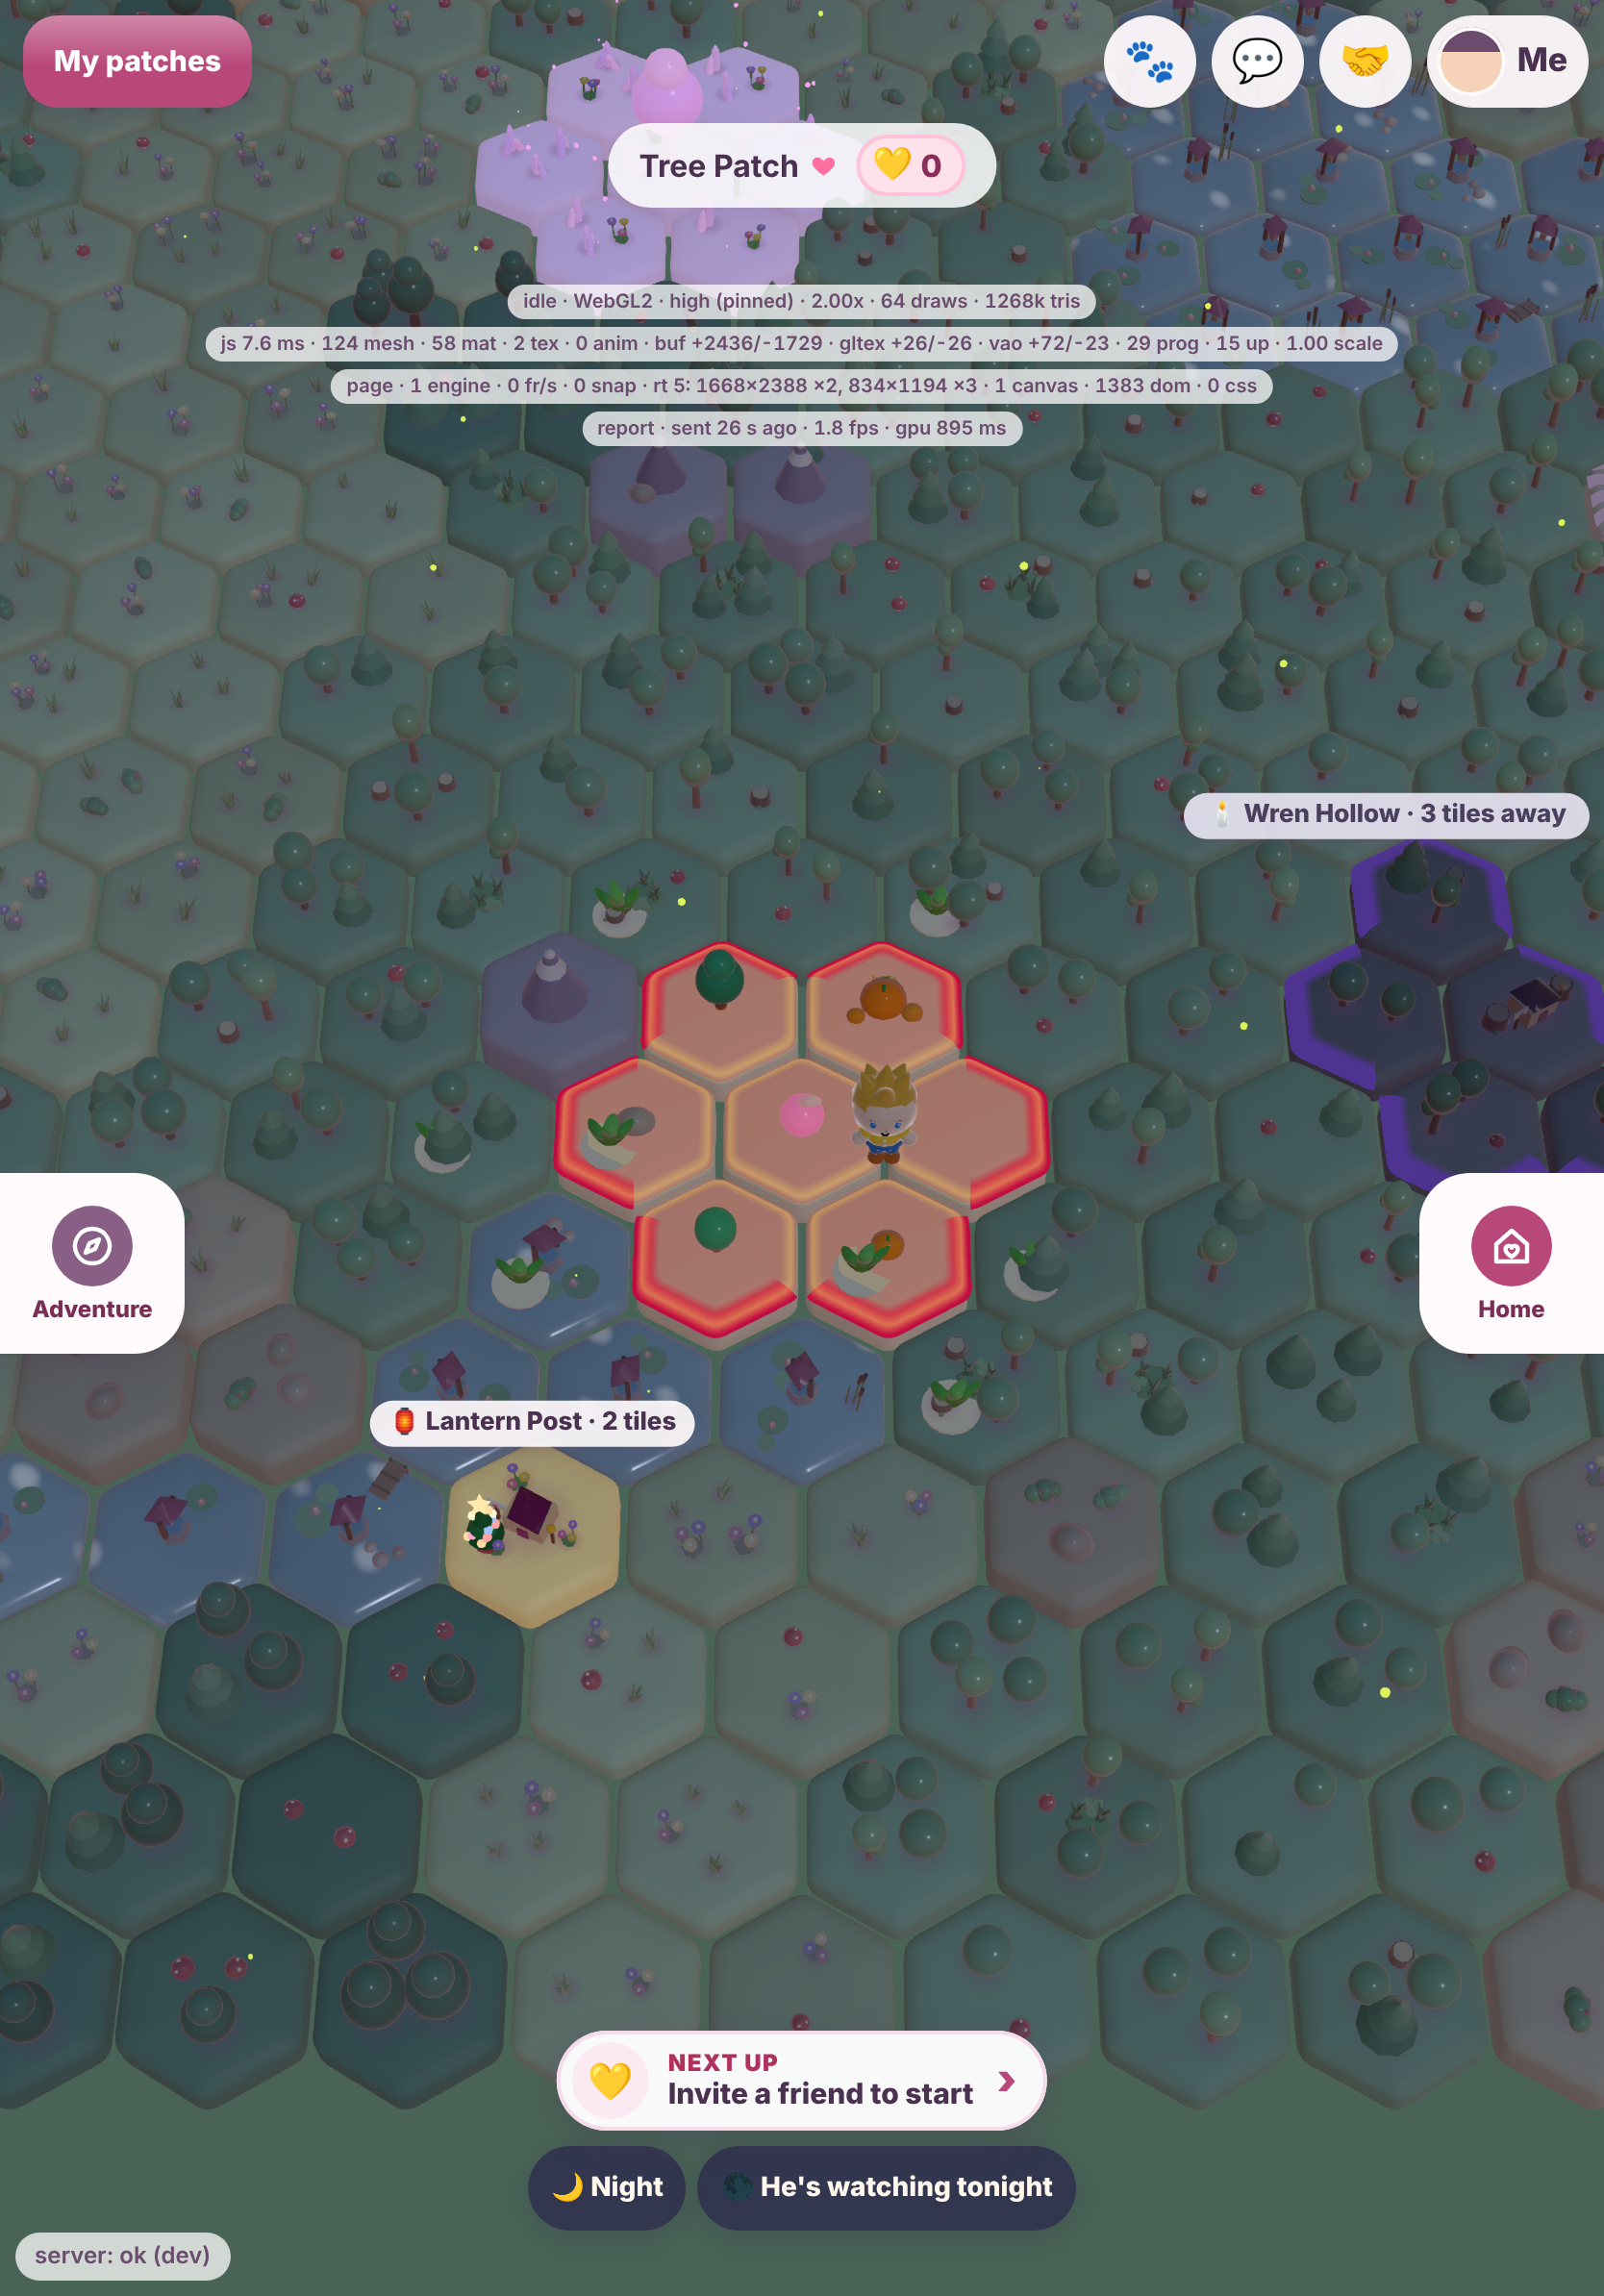 My patches
Me
Tree Patch
0
idle · WebGL2 · high (pinned) · 2.00x · 64 draws · 1268k tris
js 7.6 ms · 124 mesh · 58 mat · 2 tex · 0 anim · buf +2436/-1729 · gltex +26/-26 · vao +72/-23 · 29 prog · 15 up · 1.00 scale
page · 1 engine · 0 fr/s · 0 snap · rt 5: 1668×2388 ×2, 834×1194 ×3 · 1 canvas · 1383 dom · 0 css
report · sent 26 s ago · 1.8 fps · gpu 895 ms
Wren Hollow · 3 tiles away
Adventure
Home
Lantern Post · 2 tiles
NEXT UP
Invite a friend to start
Night
He's watching tonight
server: ok (dev)